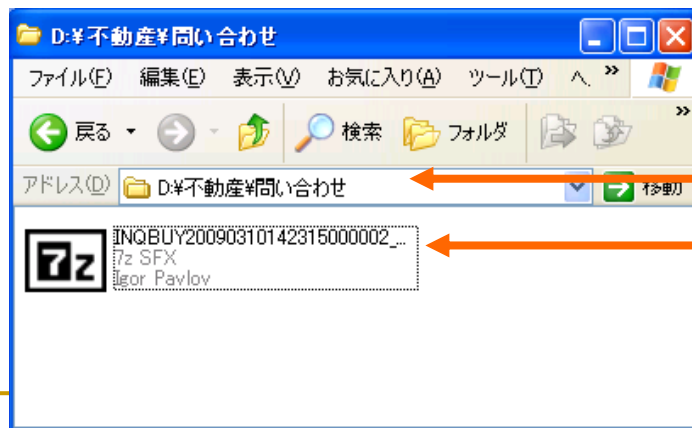 D:¥不動産¥問い合わせ
ファイル(F) 編集(E) 表示(V) お気に入り(A) ツール(T) ヘ. »
戻る 検索 フォルダ »
アドレス(D) D:¥不動産¥問い合わせ 移動
INQBUY20090310142315000002_...
7z SFX
Igor Pavlov
7z